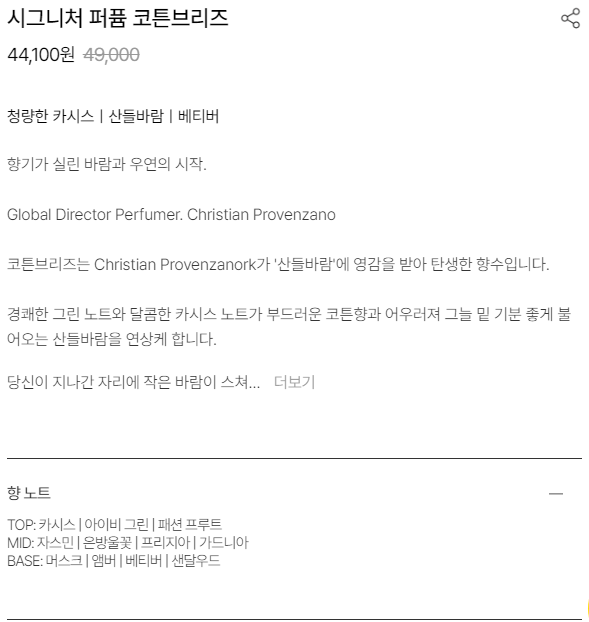 시그니처 퍼퓸 코튼브리즈
44,100원 49,000
청량한 카시스 | 산들바람 | 베티버
향기가 실린 바람과 우연의 시작.
Global Director Perfumer. Christian Provenzano
코튼브리즈는 Christian Provenzanork가 '산들바람'에 영감을 받아 탄생한 향수입니다.
경쾌한 그린 노트와 달콤한 카시스 노트가 부드러운 코튼향과 어우러져 그늘 밑 기분 좋게 불
어오는 산들바람을 연상케 합니다.
당신이 지나간 자리에 작은 바람이 스쳐... 더보기
향 노트
TOP: 카시스 | 아이비 그린 | 패션 프루트
MID: 자스민 | 은방울꽃 | 프리지아 | 가드니아
BASE: 머스크 | 앰버 | 베티버 | 샌달우드